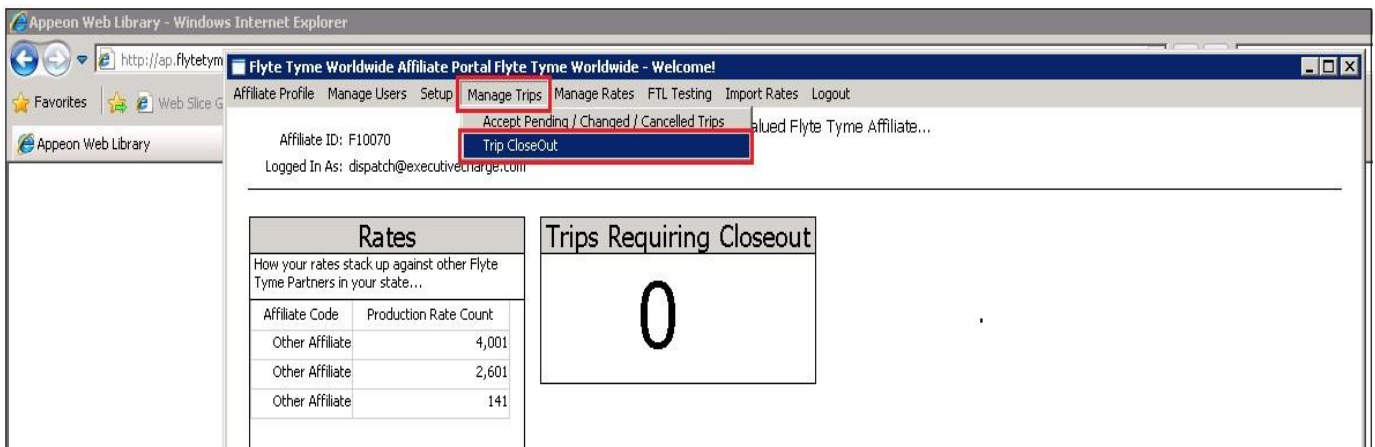 Appeon Web Library - Windows Internet Explorer
http://ap.flytetym
Flyte Tyme Worldwide Affiliate Portal Flyte Tyme Worldwide - Welcome!
Favorites Web Slice G
Affiliate Profile Manage Users Setup Manage Trips Manage Rates FTL Testing Import Rates Logout
Appeon Web Library
Accept Pending / Changed / Cancelled Trips
alued Flyte Tyme Affiliate...
Trip CloseOut
Affiliate ID: F10070
Logged In As: dispatch@executivecharge.com
Rates
How your rates stack up against other Flyte
Tyme Partners in your state...
Affiliate Code Production Rate Count
Other Affiliate 4,001
Other Affiliate 2,601
Other Affiliate 141
Trips Requiring Closeout
0